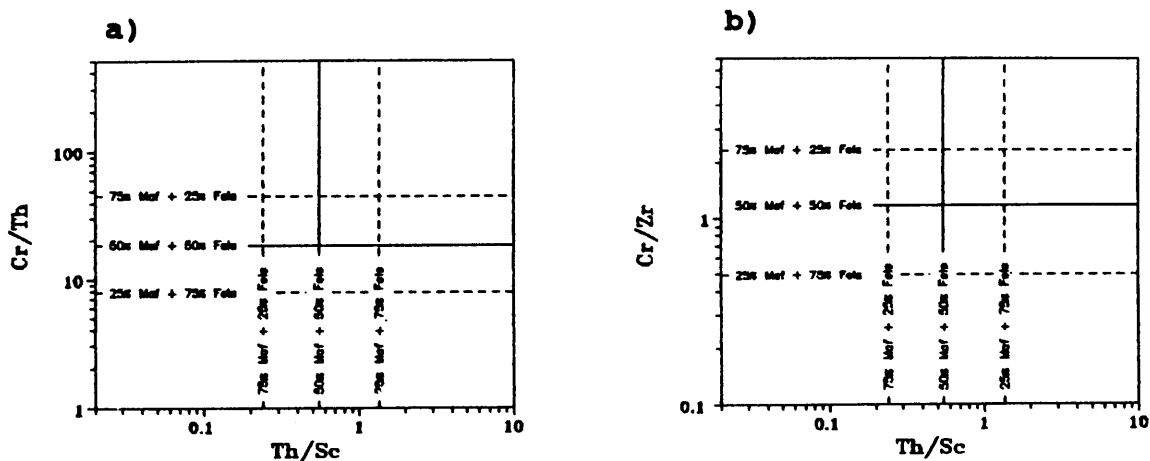 a)
Cr/Th
100
10
1
75% Maf + 25% Fels
50% Maf + 50% Fels
25% Maf + 75% Fels
75% Maf + 25% Fels
50% Maf + 50% Fels
25% Maf + 75% Fels
0.1
1
10
Th/Sc
b)
Cr/Zr
1
0.1
75% Maf + 25% Fels
50% Maf + 50% Fels
25% Maf + 75% Fels
75% Maf + 25% Fels
50% Maf + 50% Fels
25% Maf + 75% Fels
0.1
1
10
Th/Sc